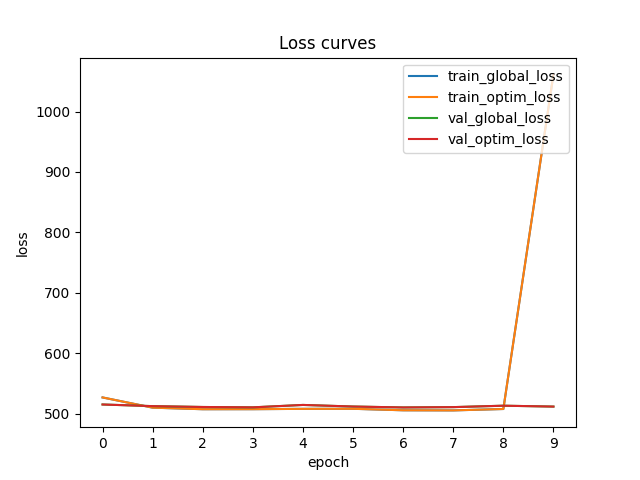 Loss curves
train_global_loss
train_optim_loss
val_global_loss
val_optim_loss
1000
900
800
700
600
500
loss
0 1 2 3 4 5 6 7 8 9
epoch